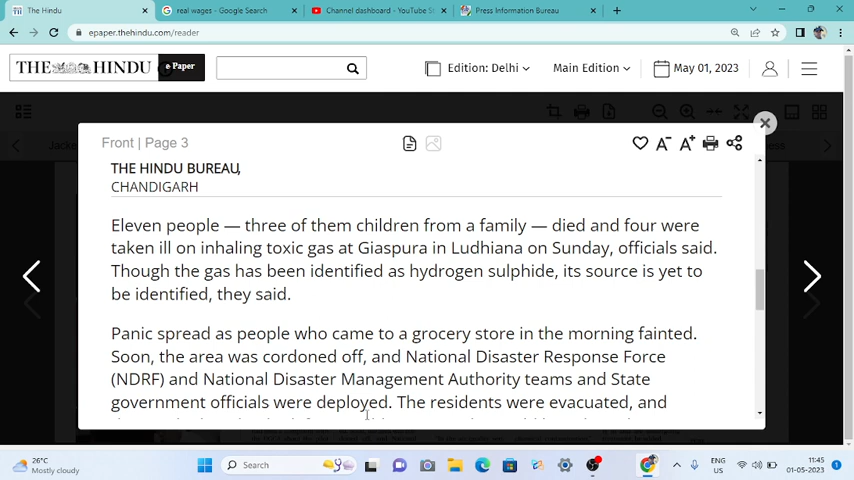 The Hindu
real wages - Google Search
Channel dashboard - YouTube St
Press Information Bureau
epaper.thehindu.com/reader
THE HINDU e Paper
Edition: Delhi
Main Edition
May 01, 2023
Front | Page 3
A- A+
THE HINDU BUREAU,
CHANDIGARH
Eleven people — three of them children from a family — died and four were
taken ill on inhaling toxic gas at Giaspura in Ludhiana on Sunday, officials said.
Though the gas has been identified as hydrogen sulphide, its source is yet to
be identified, they said.
Panic spread as people who came to a grocery store in the morning fainted.
Soon, the area was cordoned off, and National Disaster Response Force
(NDRF) and National Disaster Management Authority teams and State
government officials were deployed. The residents were evacuated, and
26°C
Mostly cloudy
Search
ENG
US
11:45
01-05-2023